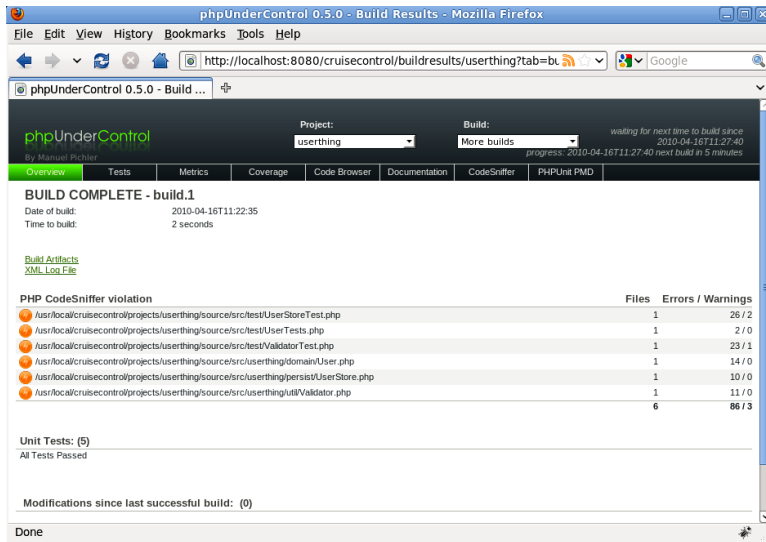 phpUnderControl 0.5.0 - Build Results - Mozilla Firefox
File Edit View History Bookmarks Tools Help
http://localhost:8080/cruisecontrol/buildresults/userthing?tab=bu Google
phpUnderControl 0.5.0 - Build ...
Project: Build:
phpUnderControl userthing More builds waiting for next time to build since
2010-04-16T11:27:40
By Manuel Pichler progress: 2010-04-16T11:27:40 next build in 5 minutes
Overview Tests Metrics Coverage Code Browser Documentation CodeSniffer PHPUnit PMD
BUILD COMPLETE - build.1
Date of build: 2010-04-16T11:22:35
Time to build: 2 seconds
Build Artifacts
XML Log File
PHP CodeSniffer violation Files Errors / Warnings
/usr/local/cruisecontrol/projects/userthing/source/src/test/UserStoreTest.php 1 26 / 2
/usr/local/cruisecontrol/projects/userthing/source/src/test/UserTests.php 1 2 / 0
/usr/local/cruisecontrol/projects/userthing/source/src/test/ValidatorTest.php 1 23 / 1
/usr/local/cruisecontrol/projects/userthing/source/src/userthing/domain/User.php 1 14 / 0
/usr/local/cruisecontrol/projects/userthing/source/src/userthing/persist/UserStore.php 1 10 / 0
/usr/local/cruisecontrol/projects/userthing/source/src/userthing/util/Validator.php 1 11 / 0
6 86 / 3
Unit Tests: (5)
All Tests Passed
Modifications since last successful build: (0)
Done